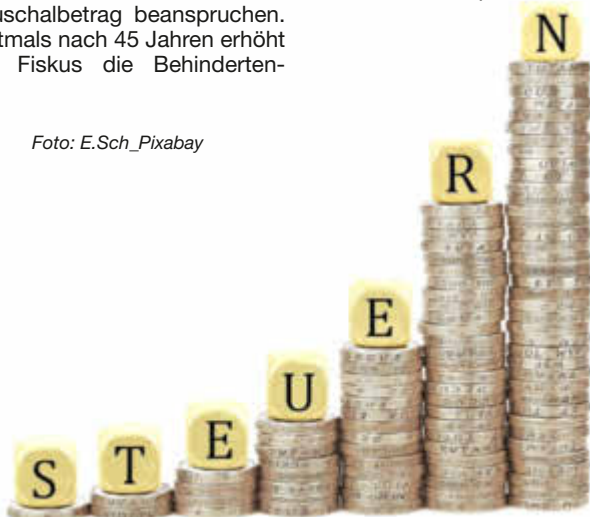 uschalbetrag beanspruchen.
tmals nach 45 Jahren erhöht
Fiskus die Behinderten-
Foto: E.Sch_Pixabay
S T E U E R N